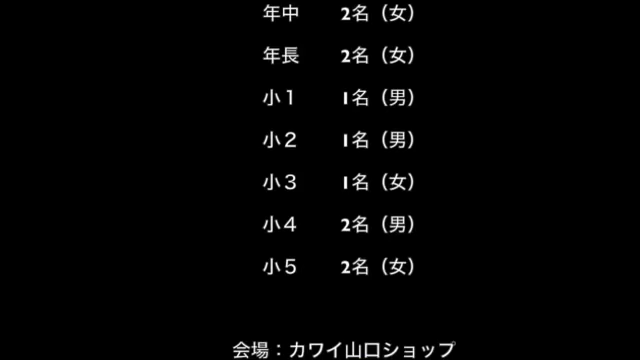 年中 2名（女）
年長 2名（女）
小１ 1名（男）
小２ 1名（男）
小３ 1名（女）
小４ 2名（男）
小５ 2名（女）
会場：カワイ山口ショップ